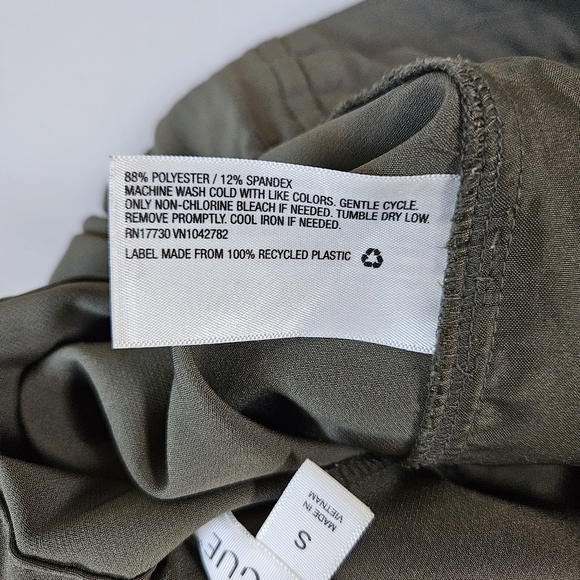 88% POLYESTER / 12% SPANDEX
MACHINE WASH COLD WITH LIKE COLORS. GENTLE CYCLE.
ONLY NON-CHLORINE BLEACH IF NEEDED. TUMBLE DRY LOW.
REMOVE PROMPTLY. COOL IRON IF NEEDED.
RN17730 VN1042782
LABEL MADE FROM 100% RECYCLED PLASTIC
S
MADE IN
VIETNAM
GUE